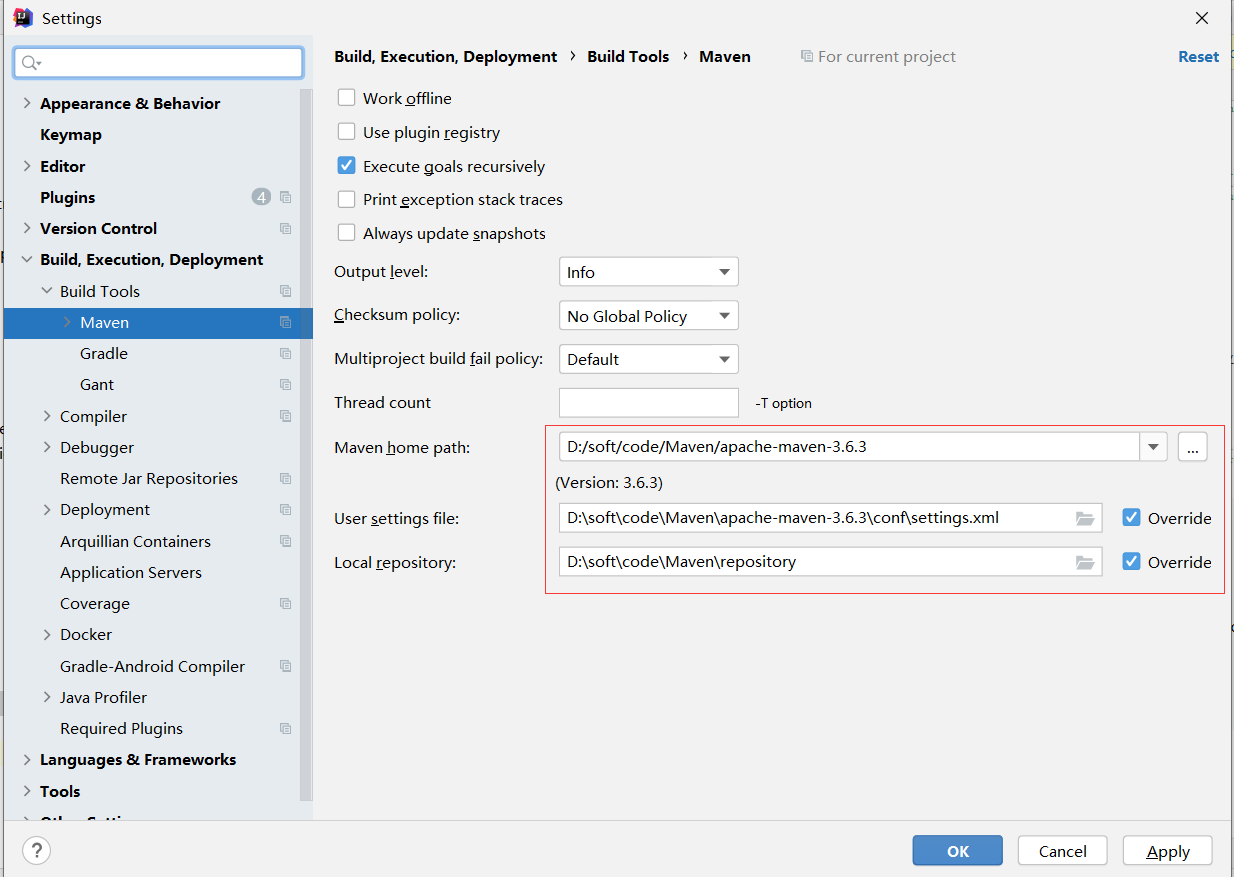 Settings
Build, Execution, Deployment › Build Tools › Maven
For current project
Reset
Appearance & Behavior
Keymap
Editor
Plugins
4
Version Control
Build, Execution, Deployment
Build Tools
Maven
Gradle
Gant
Compiler
Debugger
Remote Jar Repositories
Deployment
Arquillian Containers
Application Servers
Coverage
Docker
Gradle-Android Compiler
Java Profiler
Required Plugins
Languages & Frameworks
Tools
Work offline
Use plugin registry
Execute goals recursively
Print exception stack traces
Always update snapshots
Output level:
Info
Checksum policy:
No Global Policy
Multiproject build fail policy:
Default
Thread count
-T option
Maven home path:
D:/soft/code/Maven/apache-maven-3.6.3
...
(Version: 3.6.3)
User settings file:
D:\soft\code\Maven\apache-maven-3.6.3\conf\settings.xml
Override
Local repository:
D:\soft\code\Maven\repository
Override
?
OK
Cancel
Apply